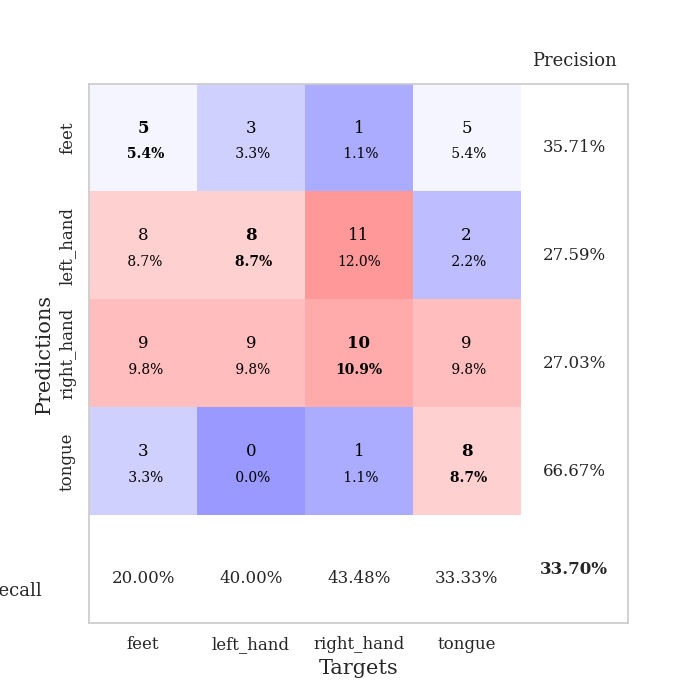 Precision
feet 5 3 1 5 35.71%
5.4% 3.3% 1.1% 5.4%
left_hand 8 8 11 2 27.59%
8.7% 8.7% 12.0% 2.2%
Predictions
right_hand 9 9 10 9 27.03%
9.8% 9.8% 10.9% 9.8%
tongue 3 0 1 8 66.67%
3.3% 0.0% 1.1% 8.7%
ecall 20.00% 40.00% 43.48% 33.33% 33.70%
feet left_hand right_hand tongue
Targets